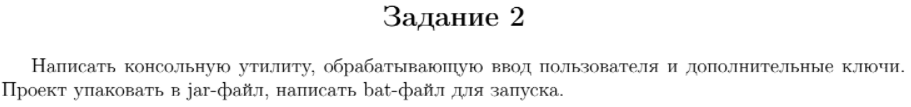 Задание 2
Написать консольную утилиту, обрабатывающую ввод пользователя и дополнительные ключи.
Проект упаковать в jar-файл, написать bat-файл для запуска.